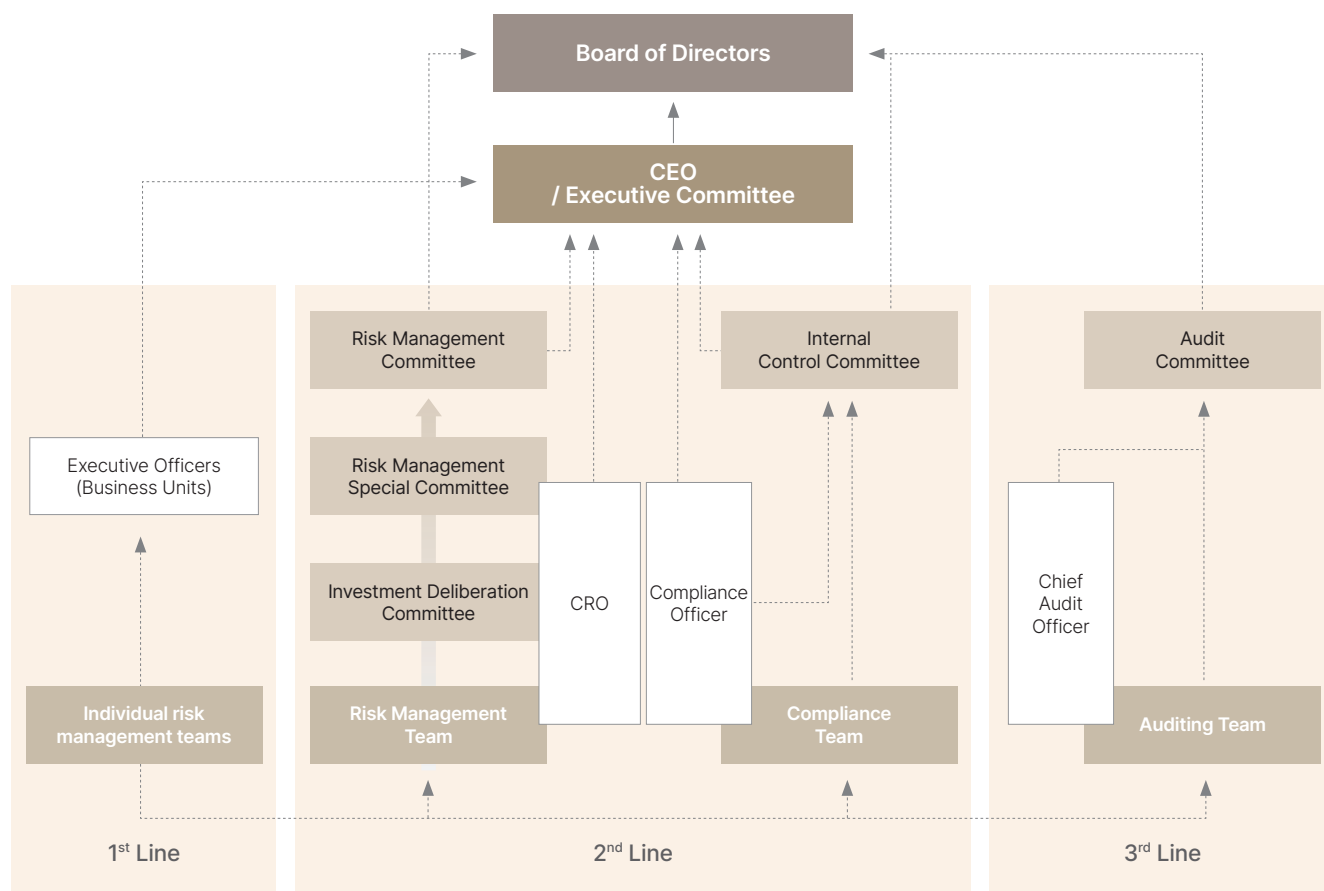 Board of Directors
CEO
/ Executive Committee
Risk Management
Committee
Internal
Control Committee
Audit
Committee
Executive Officers
(Business Units)
Risk Management
Special Committee
Investment Deliberation
Committee
CRO
Compliance
Officer
Chief
Audit
Officer
Individual risk
management teams
Risk Management
Team
Compliance
Team
Auditing Team
1st Line
2nd Line
3rd Line